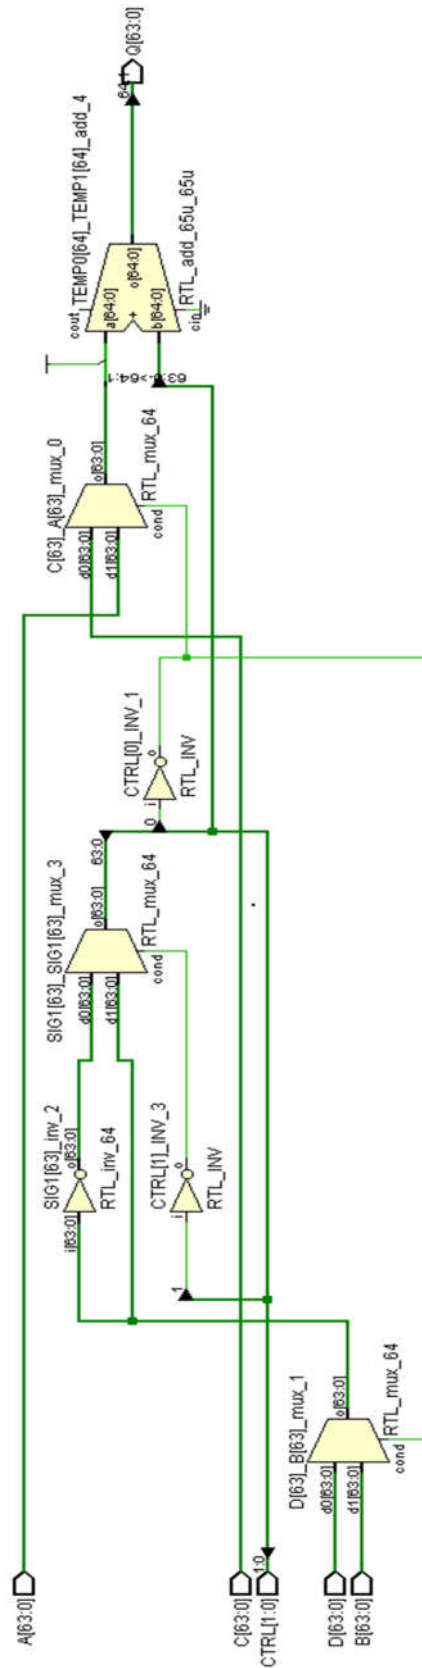 A[63:0]
C[63:0]
CTRL[1:0]
D[63:0]
B[63:0]
1:0
D[63]_B[63]_mux_1
d0[63:0]
d1[63:0]
o[63:0]
cond
RTL_mux_64
1
SIG1[63]_inv_2
i[63:0]
o[63:0]
RTL_inv_64
CTRL[1]_INV_3
i
o
RTL_INV
SIG1[63]_SIG1[63]_mux_3
d0[63:0]
d1[63:0]
o[63:0]
cond
RTL_mux_64
63:0
0
CTRL[0]_INV_1
i
o
RTL_INV
C[63]_A[63]_mux_0
d0[63:0]
d1[63:0]
o[63:0]
cond
RTL_mux_64
cout
_TEMP0[64]_TEMP1[64]_add_4
a[64:0]
+
b[64:0]
o[64:0]
cin
RTL_add_65u_65u
64:1
Q[63:0]